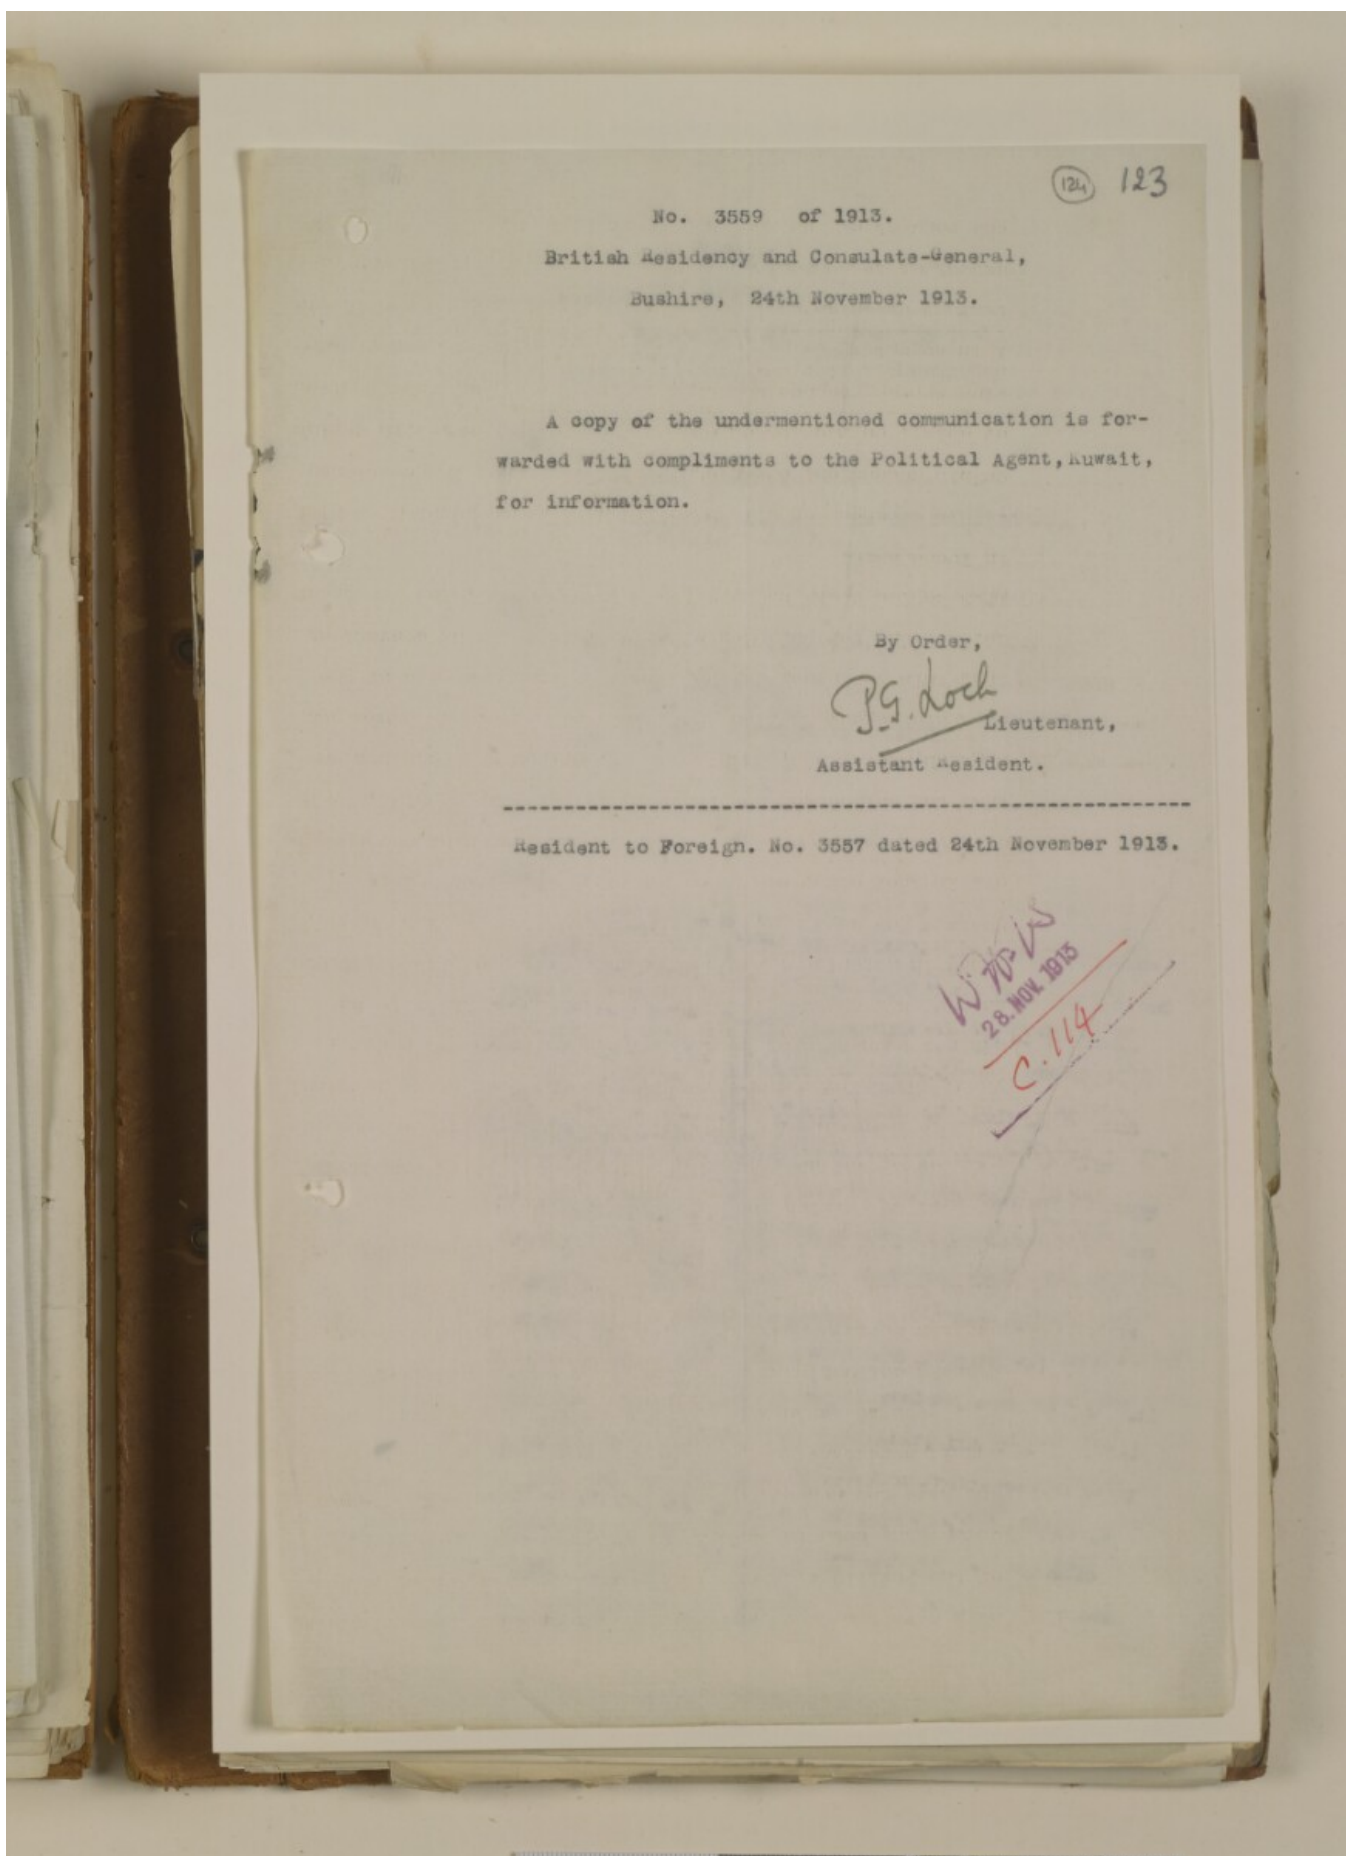 124 123
No. 3559 of 1913.
British Residency and Consulate-General,
Bushire, 24th November 1913.
A copy of the undermentioned communication is for-
warded with compliments to the Political Agent, Kuwait,
for information.
By Order,
P.G. Loch
Lieutenant,
Assistant Resident.
Resident to Foreign. No. 3557 dated 24th November 1913.
28. NOV. 1913
C. 114